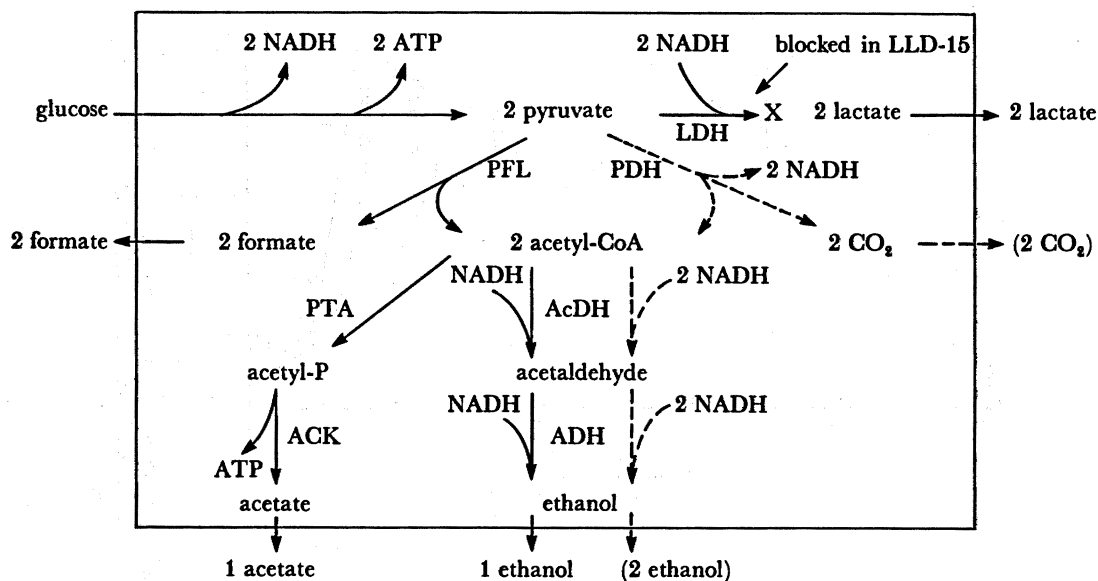 2 NADH 2 ATP 2 NADH blocked in LLD-15
glucose 2 pyruvate X 2 lactate 2 lactate
LDH
PFL PDH 2 NADH
2 formate 2 formate 2 acetyl-CoA 2 CO₂ (2 CO₂)
NADH 2 NADH
PTA AcDH
acetyl-P acetaldehyde
NADH 2 NADH
ACK ADH
ATP
acetate ethanol
1 acetate 1 ethanol (2 ethanol)